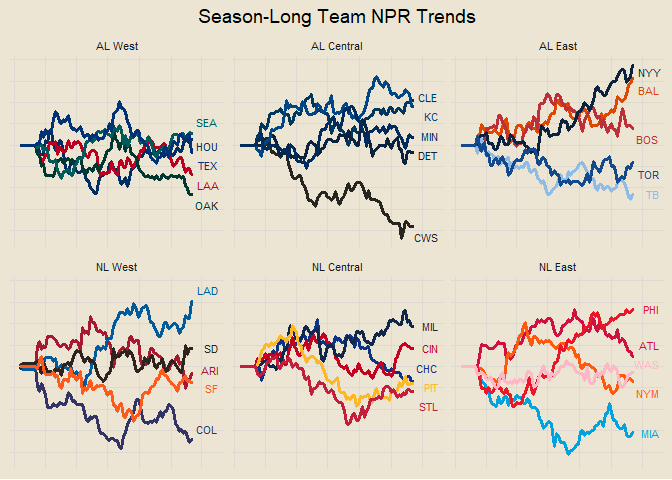 Season-Long Team NPR Trends
AL West
AL Central
AL East
SEA
HOU
TEX
LAA
OAK
CLE
KC
MIN
DET
CWS
NYY
BAL
BOS
TOR
TB
NL West
NL Central
NL East
LAD
SD
ARI
SF
COL
MIL
CIN
CHC
PIT
STL
PHI
ATL
WAS
NYM
MIA